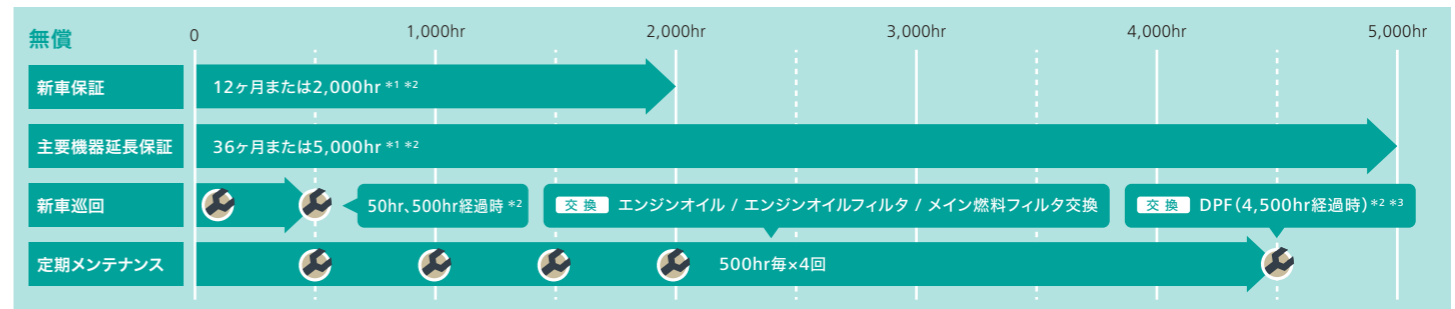 無償 0 1,000hr 2,000hr 3,000hr 4,000hr 5,000hr
新車保証 12ヶ月または2,000hr *1 *2
主要機器延長保証 36ヶ月または5,000hr *1 *2
新車巡回 50hr、500hr経過時 *2 交換 エンジンオイル / エンジンオイルフィルタ / メイン燃料フィルタ交換 交換 DPF(4,500hr経過時) *2 *3
定期メンテナンス 500hr毎×4回